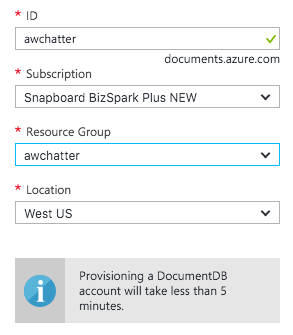 * ID
awchatter
documents.azure.com
* Subscription
Snapboard BizSpark Plus NEW
* Resource Group
awchatter
* Location
West US
Provisioning a DocumentDB
account will take less than 5
minutes.